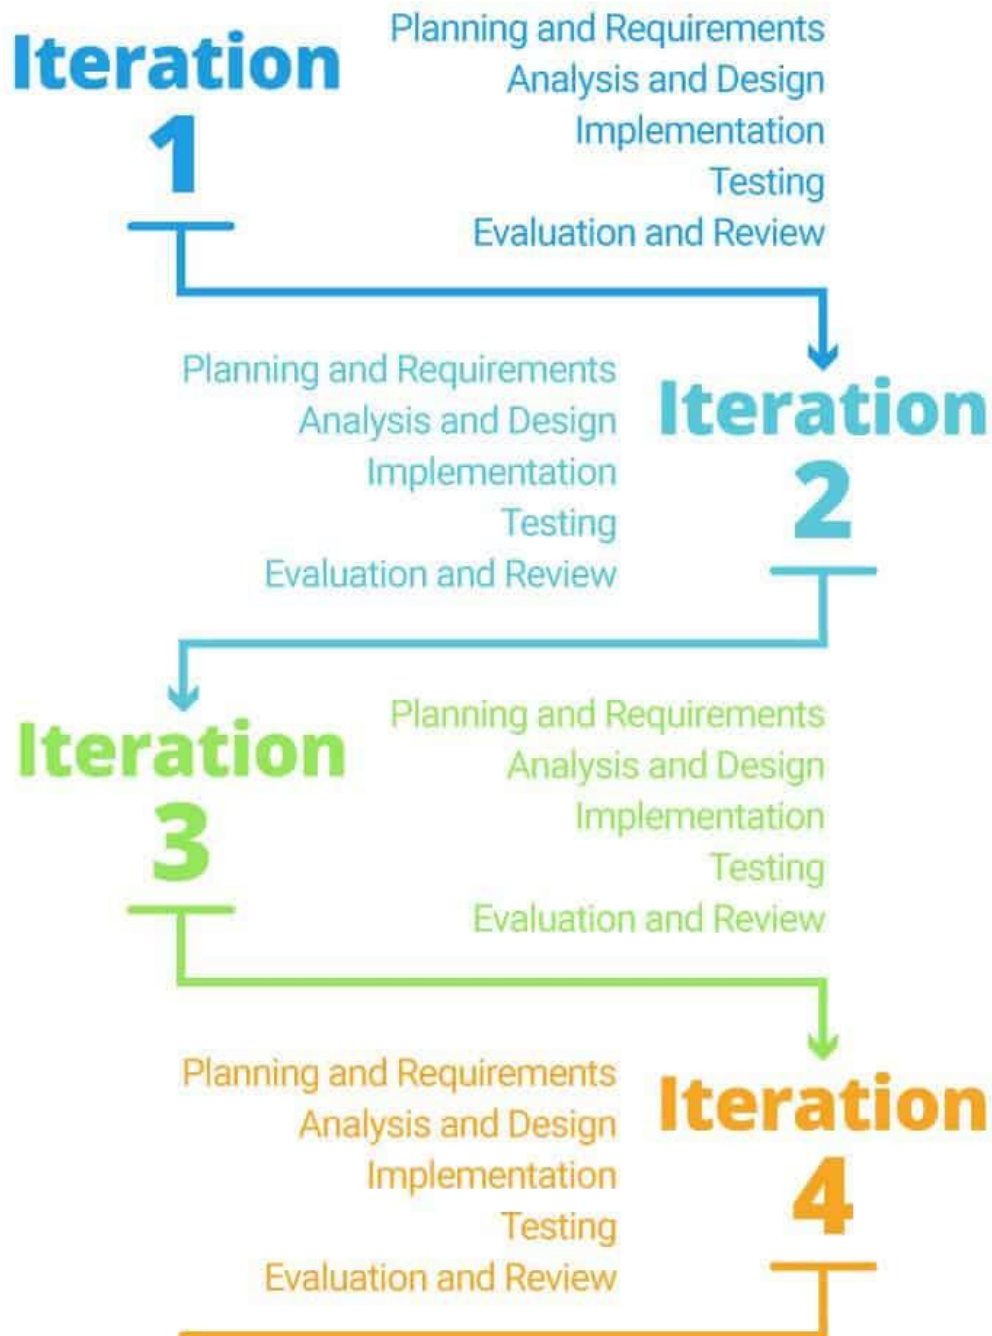 Iteration
1
Planning and Requirements
Analysis and Design
Implementation
Testing
Evaluation and Review
Planning and Requirements
Analysis and Design
Implementation
Testing
Evaluation and Review
Iteration
2
Iteration
3
Planning and Requirements
Analysis and Design
Implementation
Testing
Evaluation and Review
Planning and Requirements
Analysis and Design
Implementation
Testing
Evaluation and Review
Iteration
4